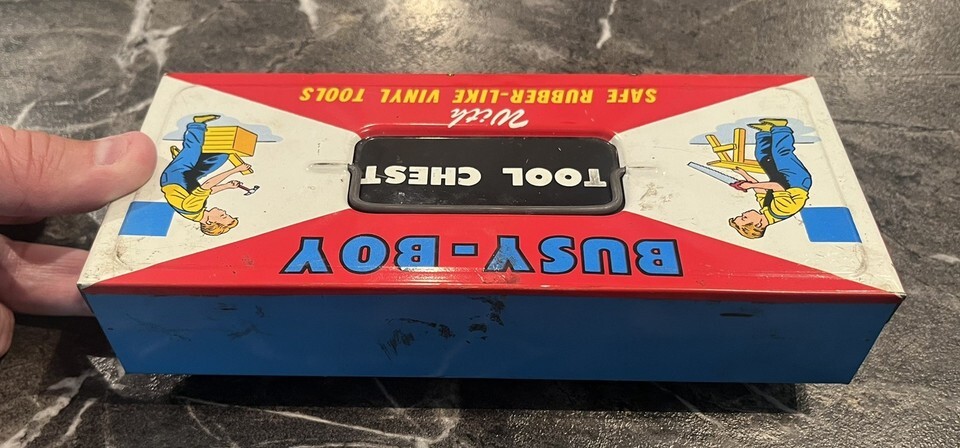 BUSY-BOY
TOOL CHEST
With
SAFE RUBBER-LIKE VINYL TOOLS